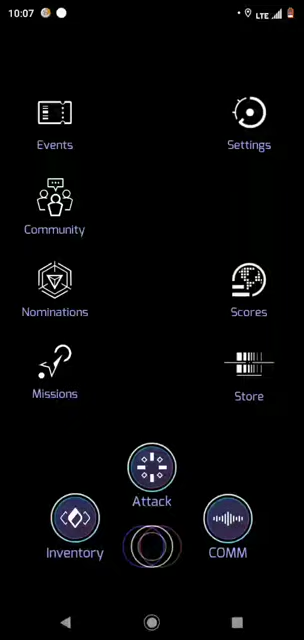 10:07
LTE
Events
Settings
Community
Nominations
Scores
Missions
Store
Attack
Inventory
COMM